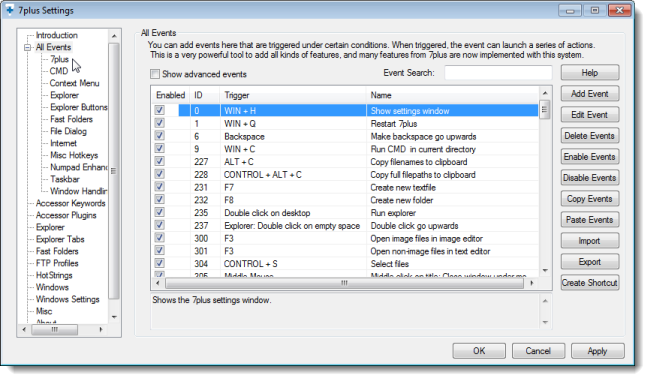 7plus Settings
Introduction
All Events
7plus
CMD
Context Menu
Explorer
Explorer Buttons
Fast Folders
File Dialog
Internet
Misc Hotkeys
Numpad Enhanc
Taskbar
Window Handlin
Accessor Keywords
Accessor Plugins
Explorer
Explorer Tabs
Fast Folders
FTP Profiles
HotStrings
Windows
Windows Settings
Misc
About
All Events
You can add events here that are triggered under certain conditions. When triggered, the event can launch a series of actions.
This is a very powerful tool to add all kinds of features, and many features from 7plus are now implemented with this system.
Show advanced events Event Search: Help
Enabled ID Trigger Name
0 WIN + H Show settings window
1 WIN + Q Restart 7plus
6 Backspace Make backspace go upwards
9 WIN + C Run CMD in current directory
227 ALT + C Copy filenames to clipboard
228 CONTROL + ALT + C Copy full filepaths to clipboard
231 F7 Create new textfile
232 F8 Create new folder
235 Double click on desktop Run explorer
237 Explorer: Double click on empty space Double click go upwards
300 F3 Open image files in image editor
301 F3 Open non-image files in text editor
304 CONTROL + S Select files
305 Middle Mouse Middle click on title: Close window under mo
Add Event
Edit Event
Delete Events
Enable Events
Disable Events
Copy Events
Paste Events
Import
Export
Create Shortcut
Shows the 7plus settings window.
OK Cancel Apply